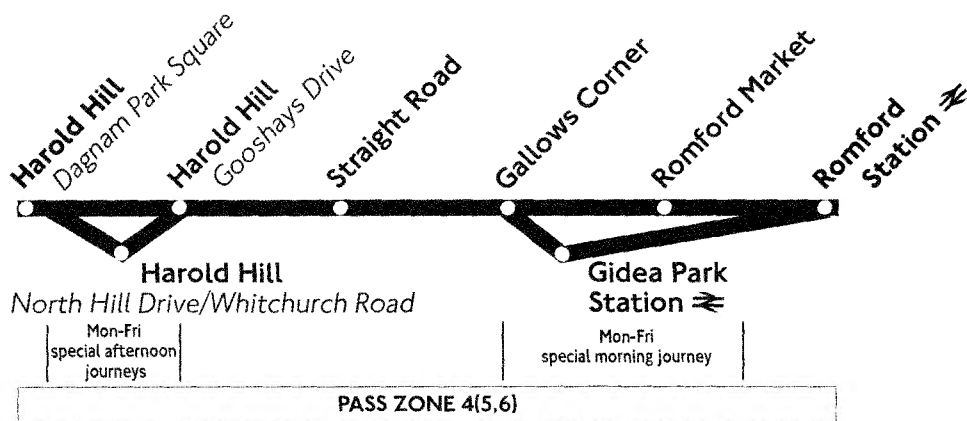 Harold Hill
Dagnam Park Square
Harold Hill
Gooshays Drive
Straight Road
Gallows Corner
Romford Market
Romford
Station
Harold Hill
North Hill Drive/Whitchurch Road
Gidea Park
Station
Mon-Fri
special afternoon
journeys
Mon-Fri
special morning journey
PASS ZONE 4(5,6)